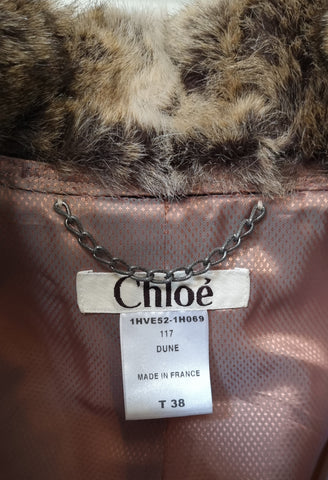 Chloé
1HVE52-1H069
117
DUNE
MADE IN FRANCE
T 38